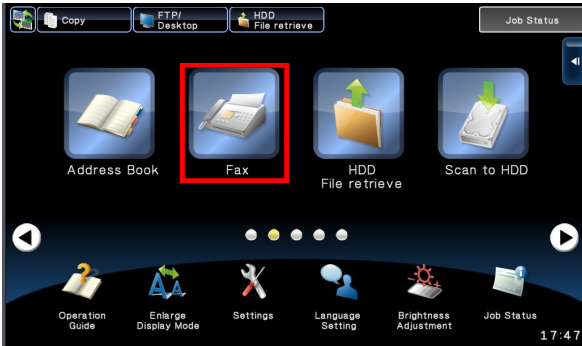 Copy
FTP/
Desktop
HDD
File retrieve
Job Status
Address Book
Fax
HDD
File retrieve
Scan to HDD
Operation
Guide
Enlarge
Display Mode
Settings
Language
Setting
Brightness
Adjustment
Job Status
17:47